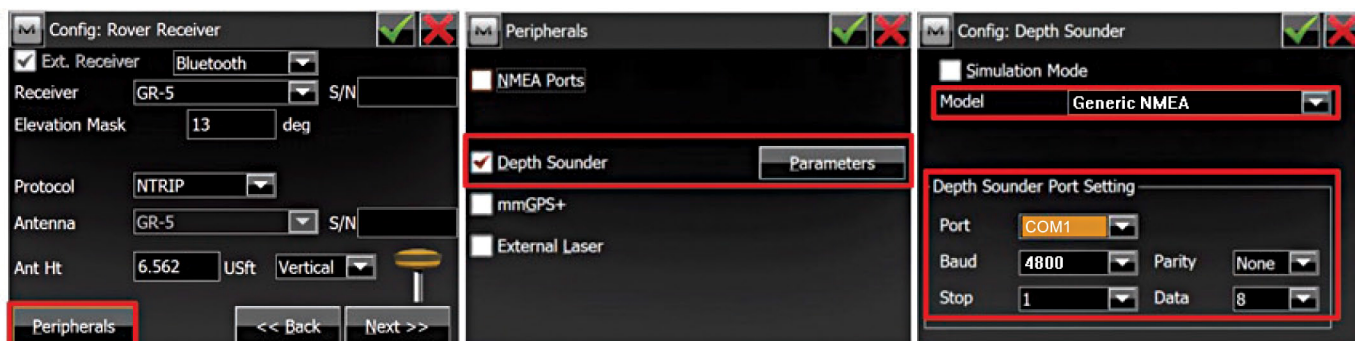 Config: Rover Receiver
Ext. Receiver Bluetooth
Receiver GR-5 S/N
Elevation Mask 13 deg
Protocol NTRIP
Antenna GR-5 S/N
Ant Ht 6.562 USft Vertical
Peripherals << Back Next >>
Peripherals
NMEA Ports
Depth Sounder Parameters
mmGPS+
External Laser
Config: Depth Sounder
Simulation Mode
Model Generic NMEA
Depth Sounder Port Setting
Port COM1
Baud 4800 Parity None
Stop 1 Data 8